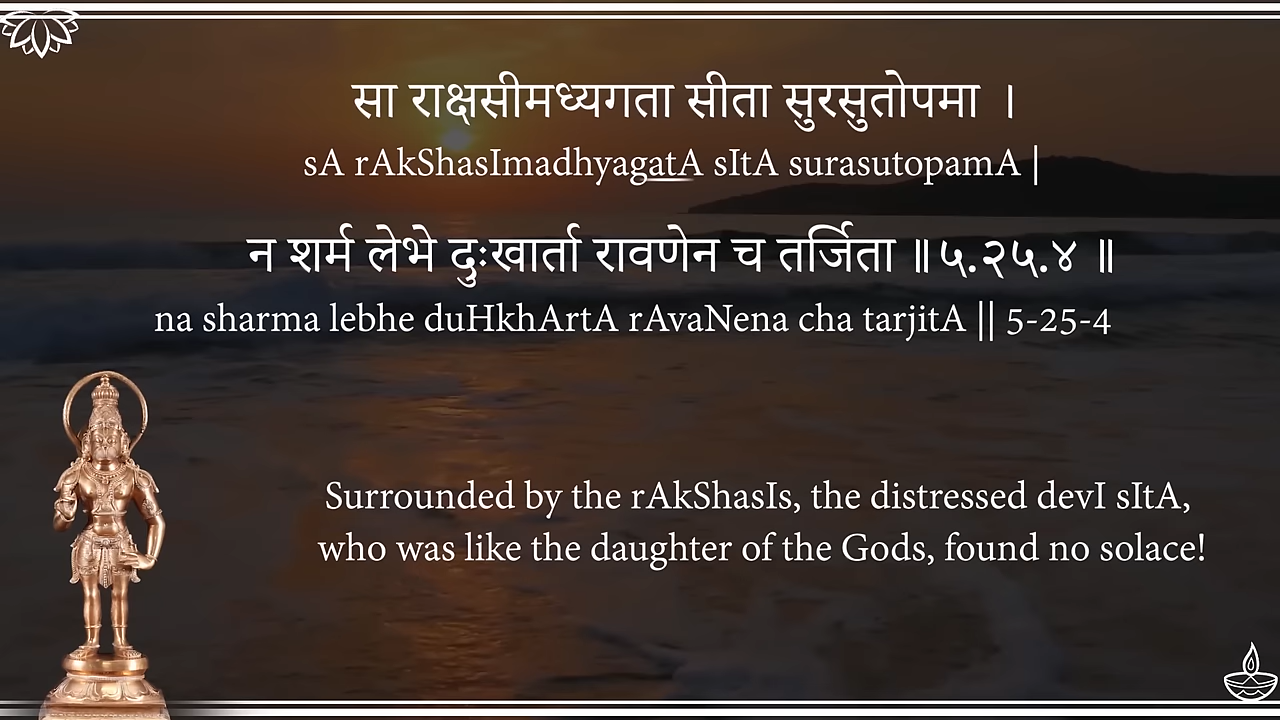 सा राक्षसीमध्यगता सीता सुरसुतोपमा ।
sA rAkShasImadhyagatA sItA surasutopamA |
न शर्म लेभे दुःखार्ता रावणेन च तर्जिता ॥५.२५.४॥
na sharma lebhe duHkhArtA rAvaNena cha tarjitA || 5-25-4
Surrounded by the rAkShasIs, the distressed devI sItA,
who was like the daughter of the Gods, found no solace!